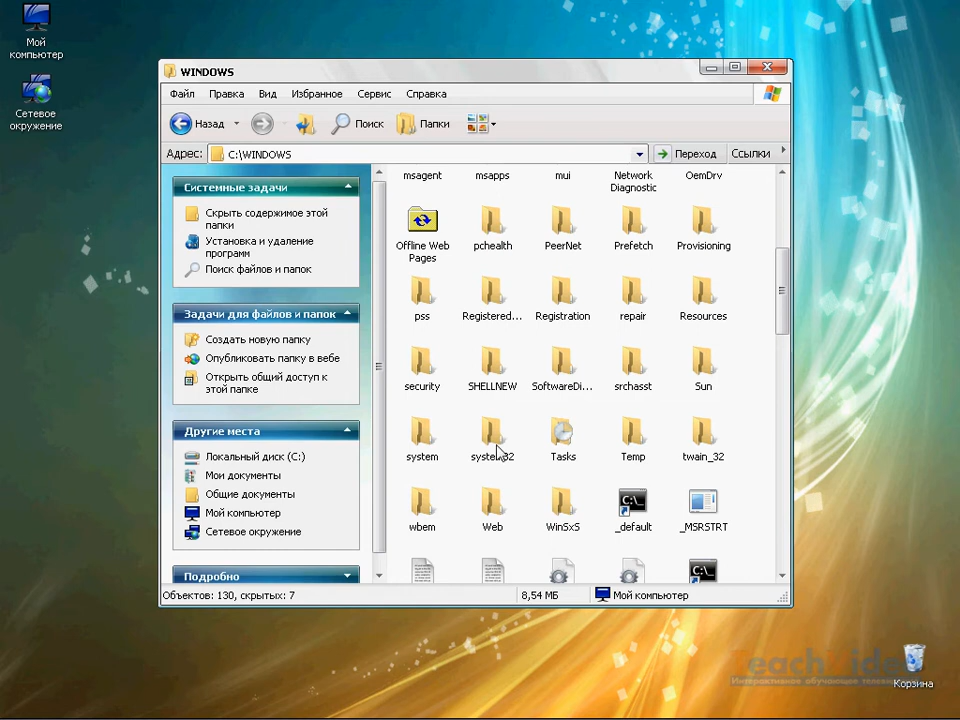 Мой
компьютер
Сетевое
окружение
WINDOWS
Файл Правка Вид Избранное Сервис Справка
Назад Поиск Папки
Адрес: C:\WINDOWS Переход Ссылки
Системные задачи
Скрыть содержимое этой
папки
Установка и удаление
программ
Поиск файлов и папок
Задачи для файлов и папок
Создать новую папку
Опубликовать папку в вебе
Открыть общий доступ к
этой папке
Другие места
Локальный диск (C:)
Мои документы
Общие документы
Мой компьютер
Сетевое окружение
Подробно
msagent msapps mui Network OemDrv
Diagnostic
Offline Web pchealth PeerNet Prefetch Provisioning
Pages
pss Registered... Registration repair Resources
security SHELLNEW SoftwareDi... srchasst Sun
system system32 Tasks Temp twain_32
wbem Web WinSxS _default _MSRSTRT
C:\_
C:\_
Объектов: 130, скрытых: 7 8,54 МБ Мой компьютер
TeachVideo
Интерактивное обучающее
Корзина